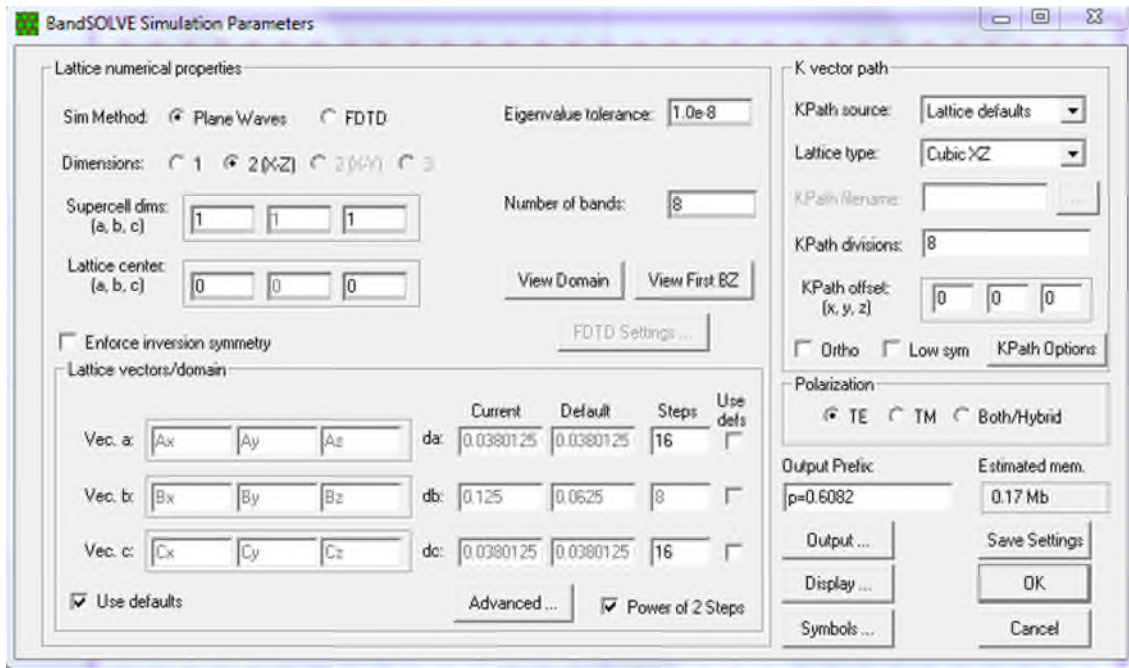 BandSOLVE Simulation Parameters
Lattice numerical properties
Sim Method: Plane Waves FDTD
Eigenvalue tolerance: 1.0e-8
Dimensions: 1 2 (X-Z) 2 (X-Y) 3
Supercell dims: (a, b, c) 1 1 1
Number of bands: 8
Lattice center: (a, b, c) 0 0 0
View Domain View First BZ
FDTD Settings ...
Enforce inversion symmetry
Lattice vectors/domain
Current Default Steps Use defs
Vec. a: Ax Ay Az da: 0.0380125 0.0380125 16
Vec. b: Bx By Bz db: 0.125 0.0625 8
Vec. c: Cx Cy Cz dc: 0.0380125 0.0380125 16
Use defaults
Advanced ...
Power of 2 Steps
K vector path
KPath source: Lattice defaults
Lattice type: Cubic XZ
KPath filename: ...
KPath divisions: 8
KPath offset: (x, y, z) 0 0 0
Ortho Low sym KPath Options
Polarization
TE TM Both/Hybrid
Output Prefix: Estimated mem.
p=0.6082 0.17 Mb
Output ... Save Settings
Display ... OK
Symbols ... Cancel